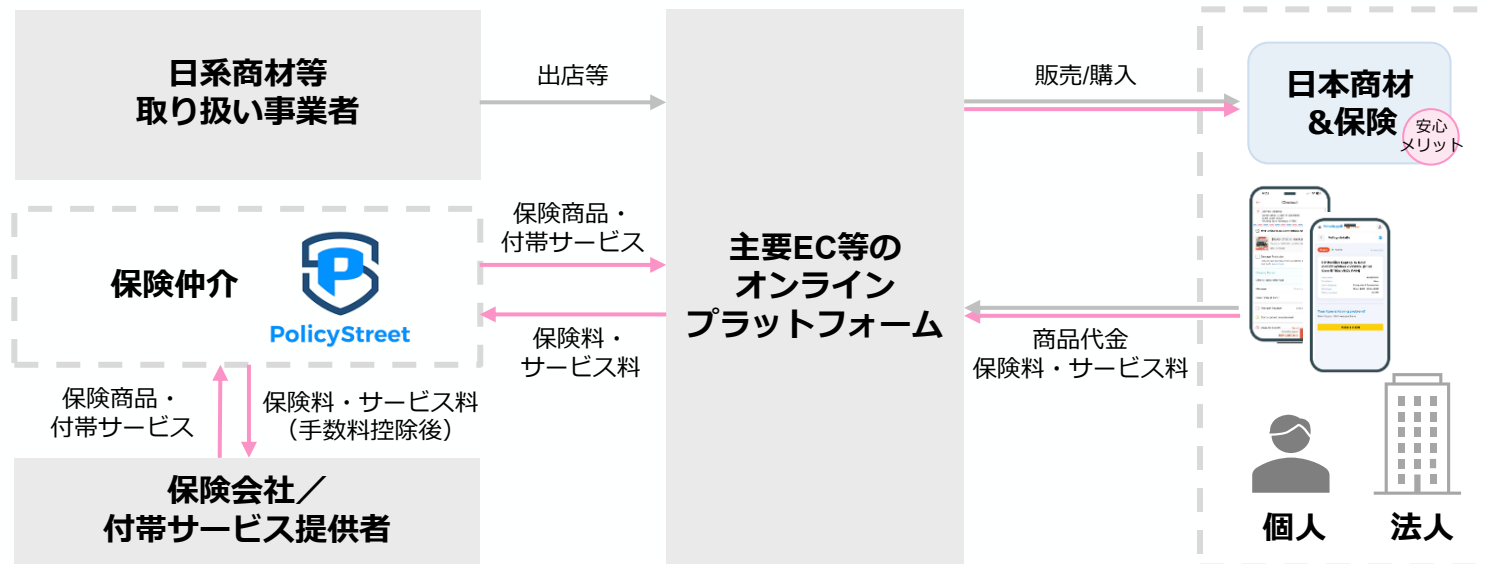 日系商材等
取り扱い事業者
出店等
販売/購入
日本商材
&保険
安心
メリット
保険仲介
PolicyStreet
保険商品・
付帯サービス
保険料・
サービス料
主要EC等の
オンライン
プラットフォーム
商品代金
保険料・サービス料
保険商品・
付帯サービス
保険料・サービス料
（手数料控除後）
保険会社／
付帯サービス提供者
個人
法人